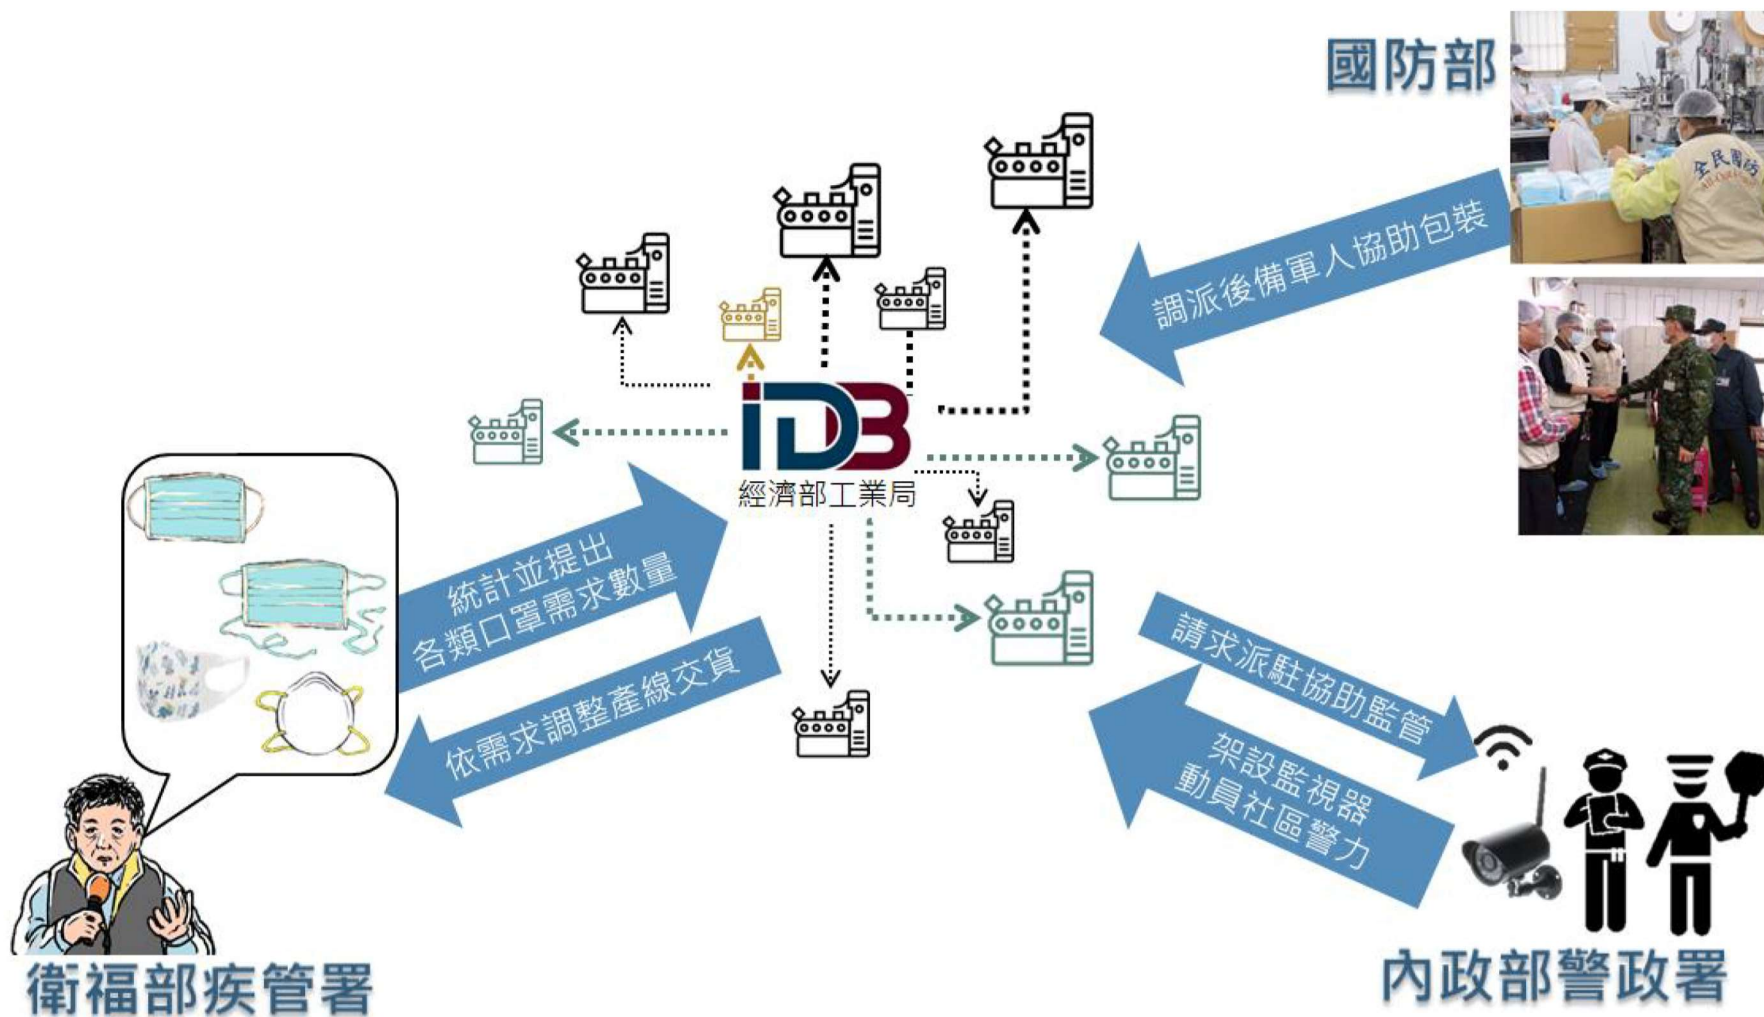 國防部
全民國防
調派後備軍人協助包裝
IDB
經濟部工業局
統計並提出
各類口罩需求數量
依需求調整產線交貨
請求派駐協助監管
架設監視器
動員社區警力
衛福部疾管署
內政部警政署